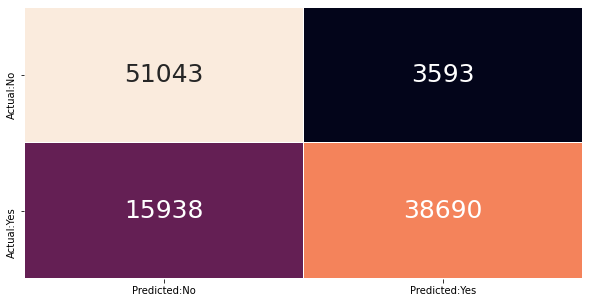 Actual:No
51043 3593
Actual:Yes
15938 38690
Predicted:No Predicted:Yes